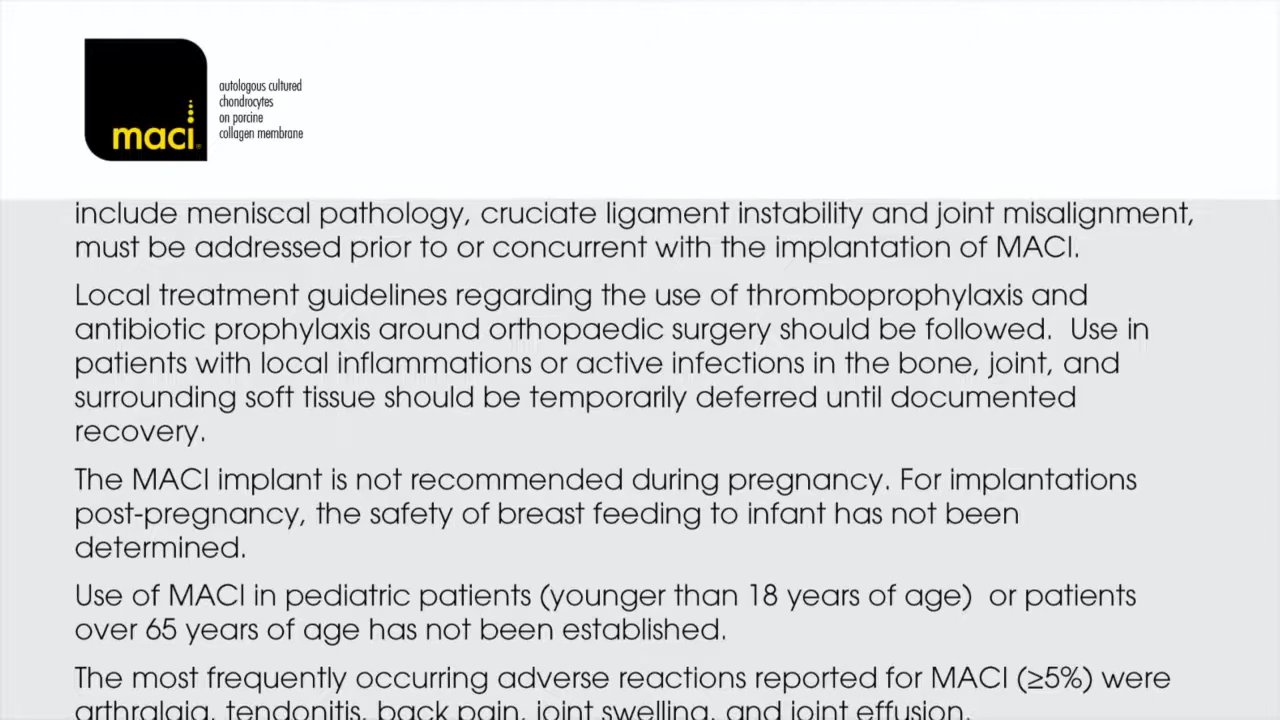 maci®
autologous cultured
chondrocytes
on porcine
collagen membrane
include meniscal pathology, cruciate ligament instability and joint misalignment,
must be addressed prior to or concurrent with the implantation of MACI.
Local treatment guidelines regarding the use of thromboprophylaxis and
antibiotic prophylaxis around orthopaedic surgery should be followed.  Use in
patients with local inflammations or active infections in the bone, joint, and
surrounding soft tissue should be temporarily deferred until documented
recovery.
The MACI implant is not recommended during pregnancy. For implantations
post-pregnancy, the safety of breast feeding to infant has not been
determined.
Use of MACI in pediatric patients (younger than 18 years of age)  or patients
over 65 years of age has not been established.
The most frequently occurring adverse reactions reported for MACI (≥5%) were
arthralgia, tendonitis, back pain, joint swelling, and joint effusion.